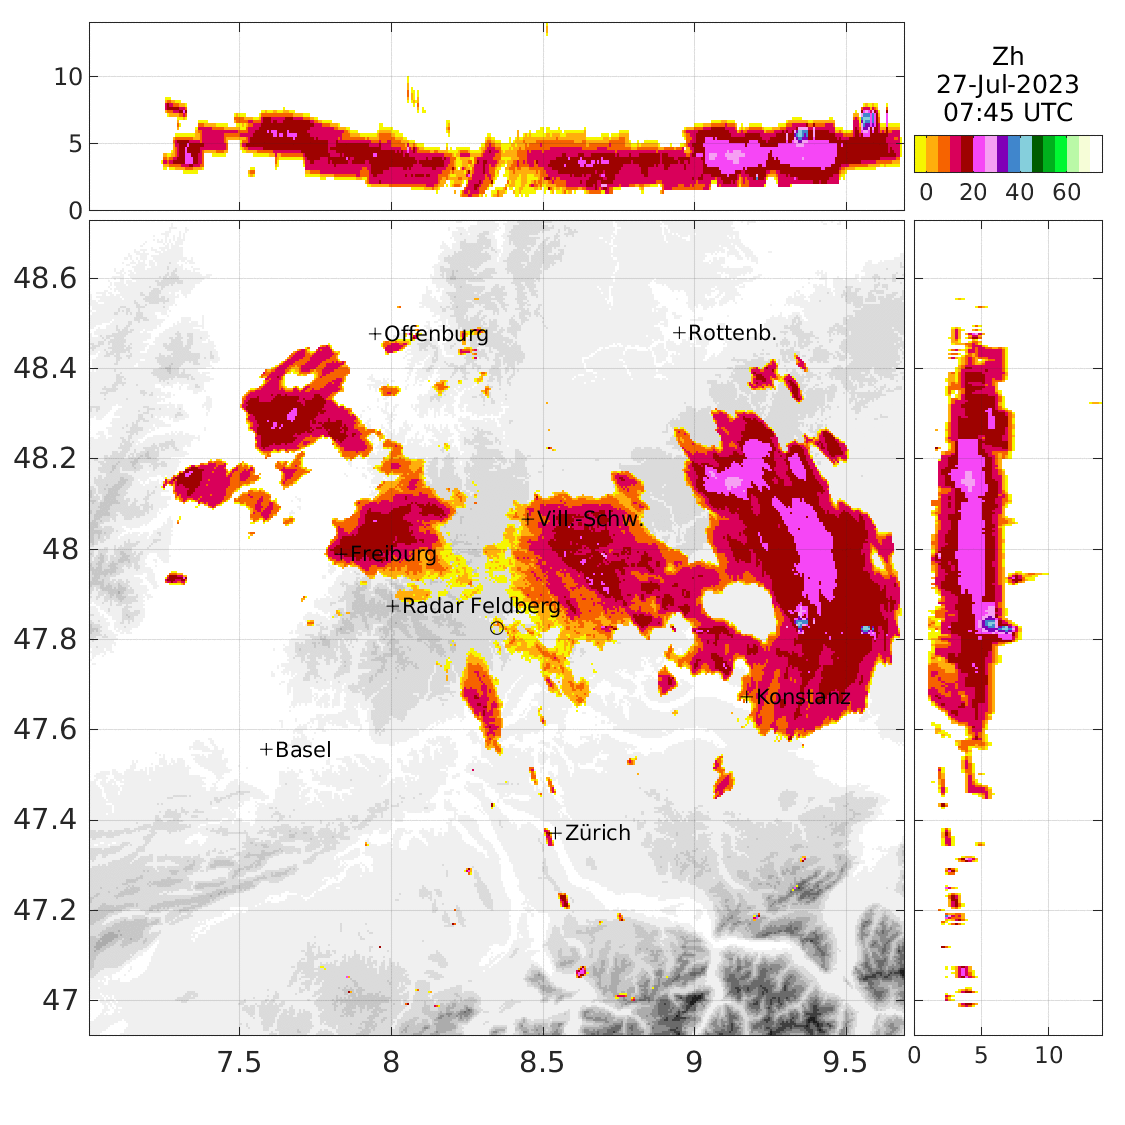 10
5
0
Zh
27-Jul-2023
07:45 UTC
0 20 40 60
48.6
48.4
48.2
48
47.8
47.6
47.4
47.2
47
+Offenburg
+Rottenb.
+Vill.-Schw.
+Freiburg
+Radar Feldberg
+Konstanz
+Basel
+Zürich
7.5 8 8.5 9 9.5
0 5 10